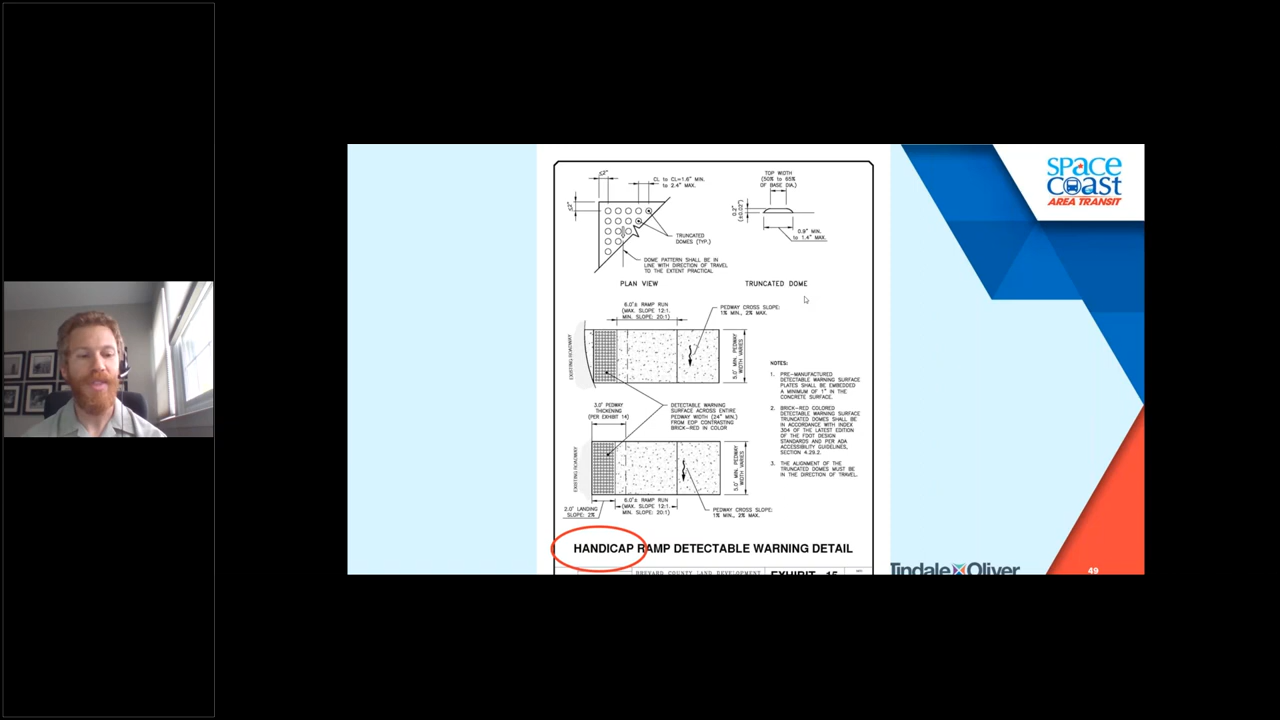 space
coast
AREA TRANSIT
CL to CL=1.6" MIN.
to 2.4" MAX.
TRUNCATED
DOMES (TYP.)
DOME PATTERN SHALL BE IN
LINE WITH DIRECTION OF TRAVEL
TO THE EXTENT PRACTICAL
PLAN VIEW
TOP WIDTH
(50% to 65%
OF BASE DIA.)
0.2"
(±0.02")
0.9" MIN.
to 1.4" MAX.
TRUNCATED DOME
6.0'± RAMP RUN
(MAX. SLOPE 12:1.
MIN. SLOPE: 20:1)
PEDWAY CROSS SLOPE:
1% MIN., 2% MAX.
5.0' MIN. PEDWAY
WIDTH VARIES
3.0' PEDWAY
THICKENING
(PER EXHIBIT 14)
DETECTABLE WARNING
SURFACE ACROSS ENTIRE
PEDWAY WIDTH (24" MIN.)
FROM EOP CONTRASTING
BRICK-RED IN COLOR
5.0' MIN. PEDWAY
WIDTH VARIES
2.0' LANDING
SLOPE: 2%
6.0'± RAMP RUN
(MAX. SLOPE 12:1.
MIN. SLOPE: 20:1)
PEDWAY CROSS SLOPE:
1% MIN., 2% MAX.
NOTES:
1. PRE-MANUFACTURED
DETECTABLE WARNING SURFACE
PLATES SHALL BE EMBEDDED
A MINIMUM OF 1" IN THE
CONCRETE SURFACE.
2. BRICK-RED COLORED
DETECTABLE WARNING SURFACE
TRUNCATED DOMES SHALL BE
IN ACCORDANCE WITH INDEX
304 OF THE LATEST EDITION
OF THE FDOT DESIGN
STANDARDS AND PER ADA
ACCESSIBILITY GUIDELINES,
SECTION 4.29.2.
3. THE ALIGNMENT OF THE
TRUNCATED DOMES MUST BE
IN THE DIRECTION OF TRAVEL.
HANDICAP RAMP DETECTABLE WARNING DETAIL
BREVARD COUNTY LAND DEVELOPMENT
EXHIBIT 15
Tindale Oliver
49